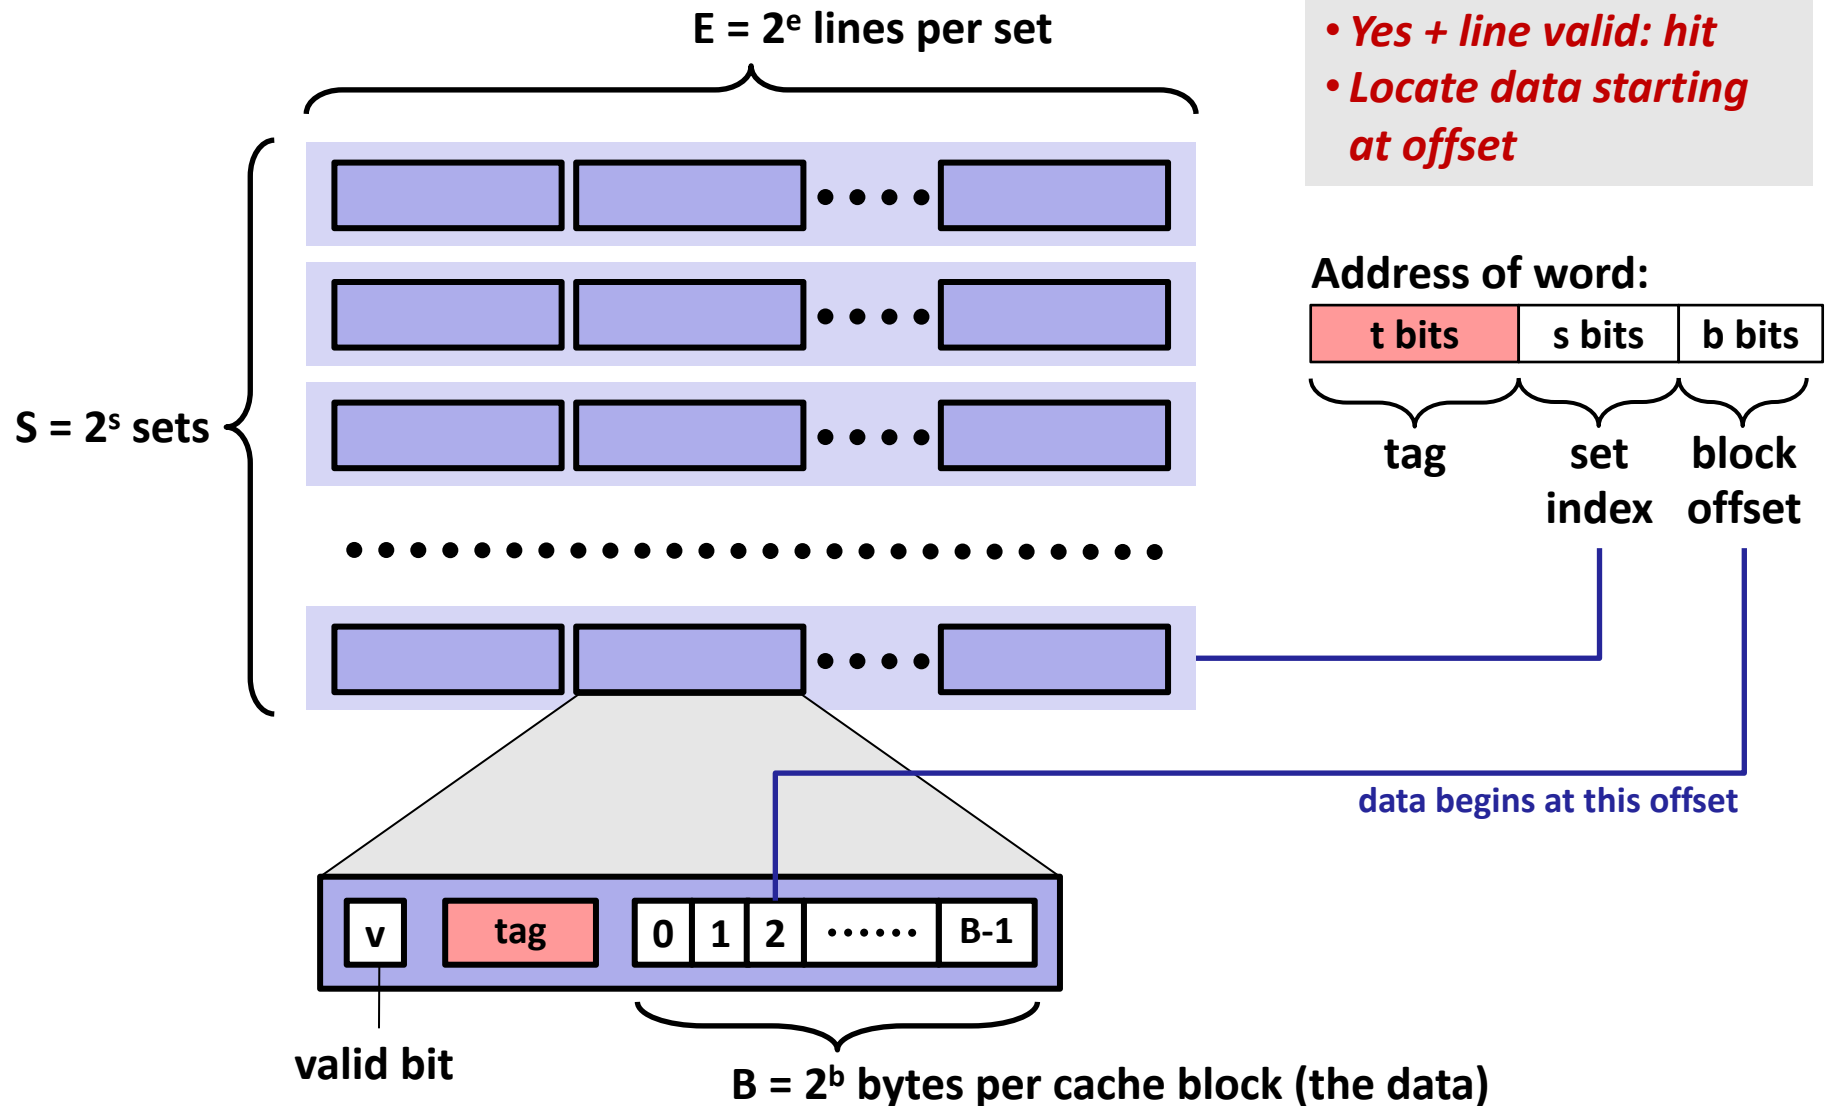 E = 2ᵉ lines per set
• Yes + line valid: hit
• Locate data starting
at offset
Address of word:
t bits s bits b bits
tag set block
index offset
S = 2ˢ sets
data begins at this offset
v tag 0 1 2 •••••• B-1
valid bit
B = 2ᵇ bytes per cache block (the data)